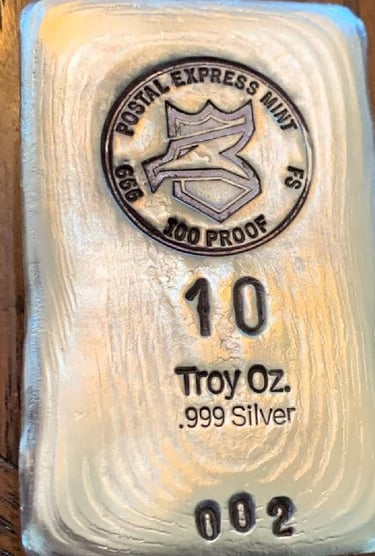 POSTAL EXPRESS MINT
999 FS
100 PROOF
10
Troy Oz.
.999 Silver
002